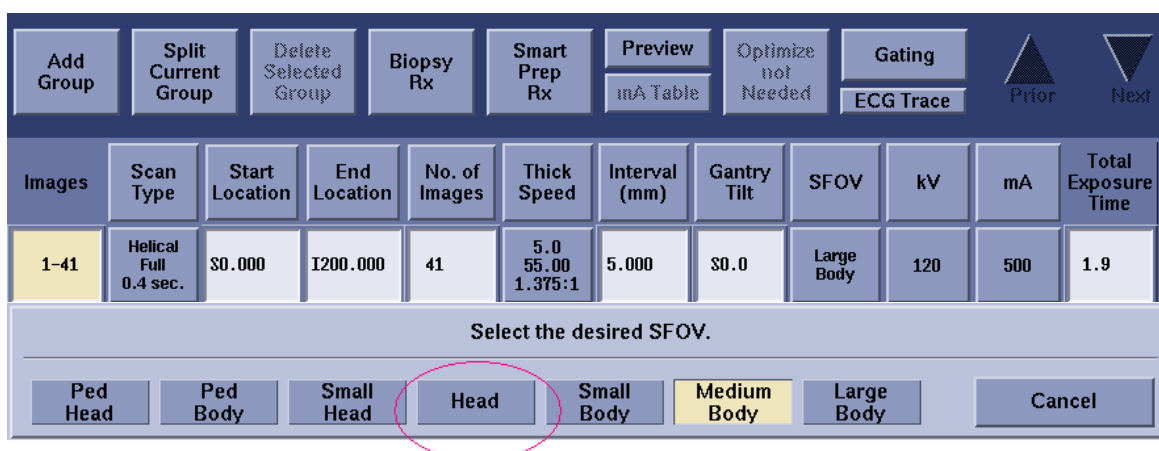 Add
Group
Split
Current
Group
Delete
Selected
Group
Biopsy
Rx
Smart
Prep
Rx
Preview
mA Table
Optimize
not
Needed
Gating
ECG Trace
Prior
Next
Images
Scan
Type
Start
Location
End
Location
No. of
Images
Thick
Speed
Interval
(mm)
Gantry
Tilt
SFOV
kV
mA
Total
Exposure
Time
1-41
Helical
Full
0.4 sec.
S0.000
I200.000
41
5.0
55.00
1.375:1
5.000
S0.0
Large
Body
120
500
1.9
Select the desired SFOV.
Ped
Head
Ped
Body
Small
Head
Head
Small
Body
Medium
Body
Large
Body
Cancel